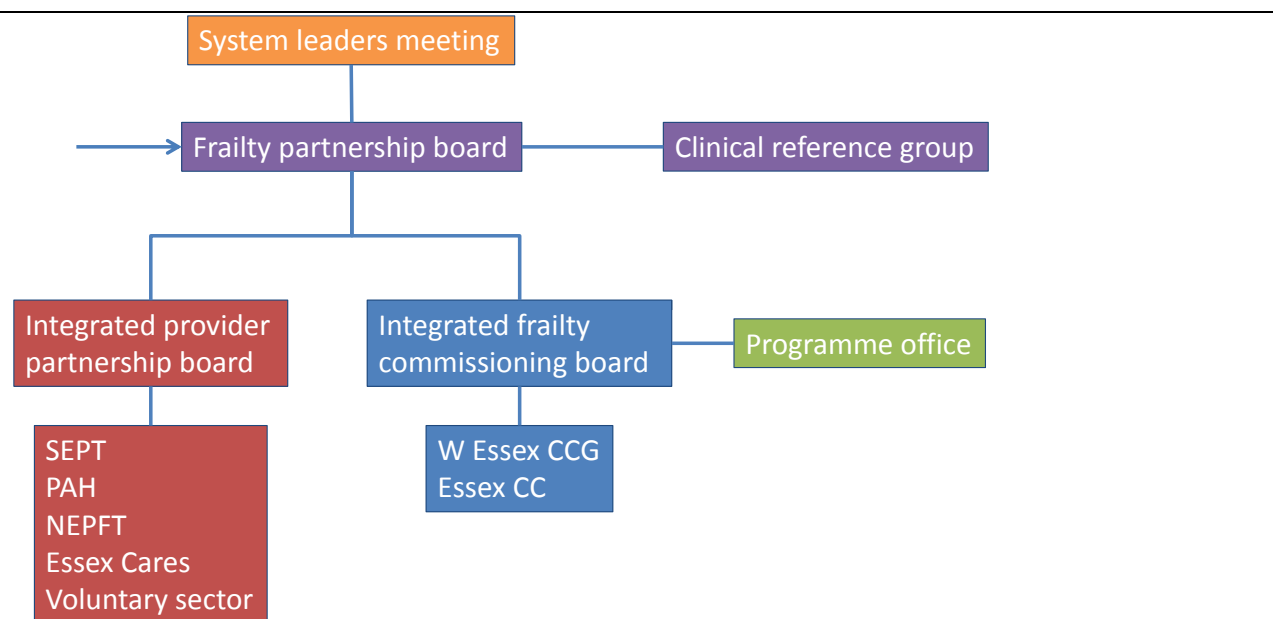 System leaders meeting
Frailty partnership board
Clinical reference group
Integrated provider
partnership board
Integrated frailty
commissioning board
Programme office
SEPT
PAH
NEPFT
Essex Cares
Voluntary sector
W Essex CCG
Essex CC